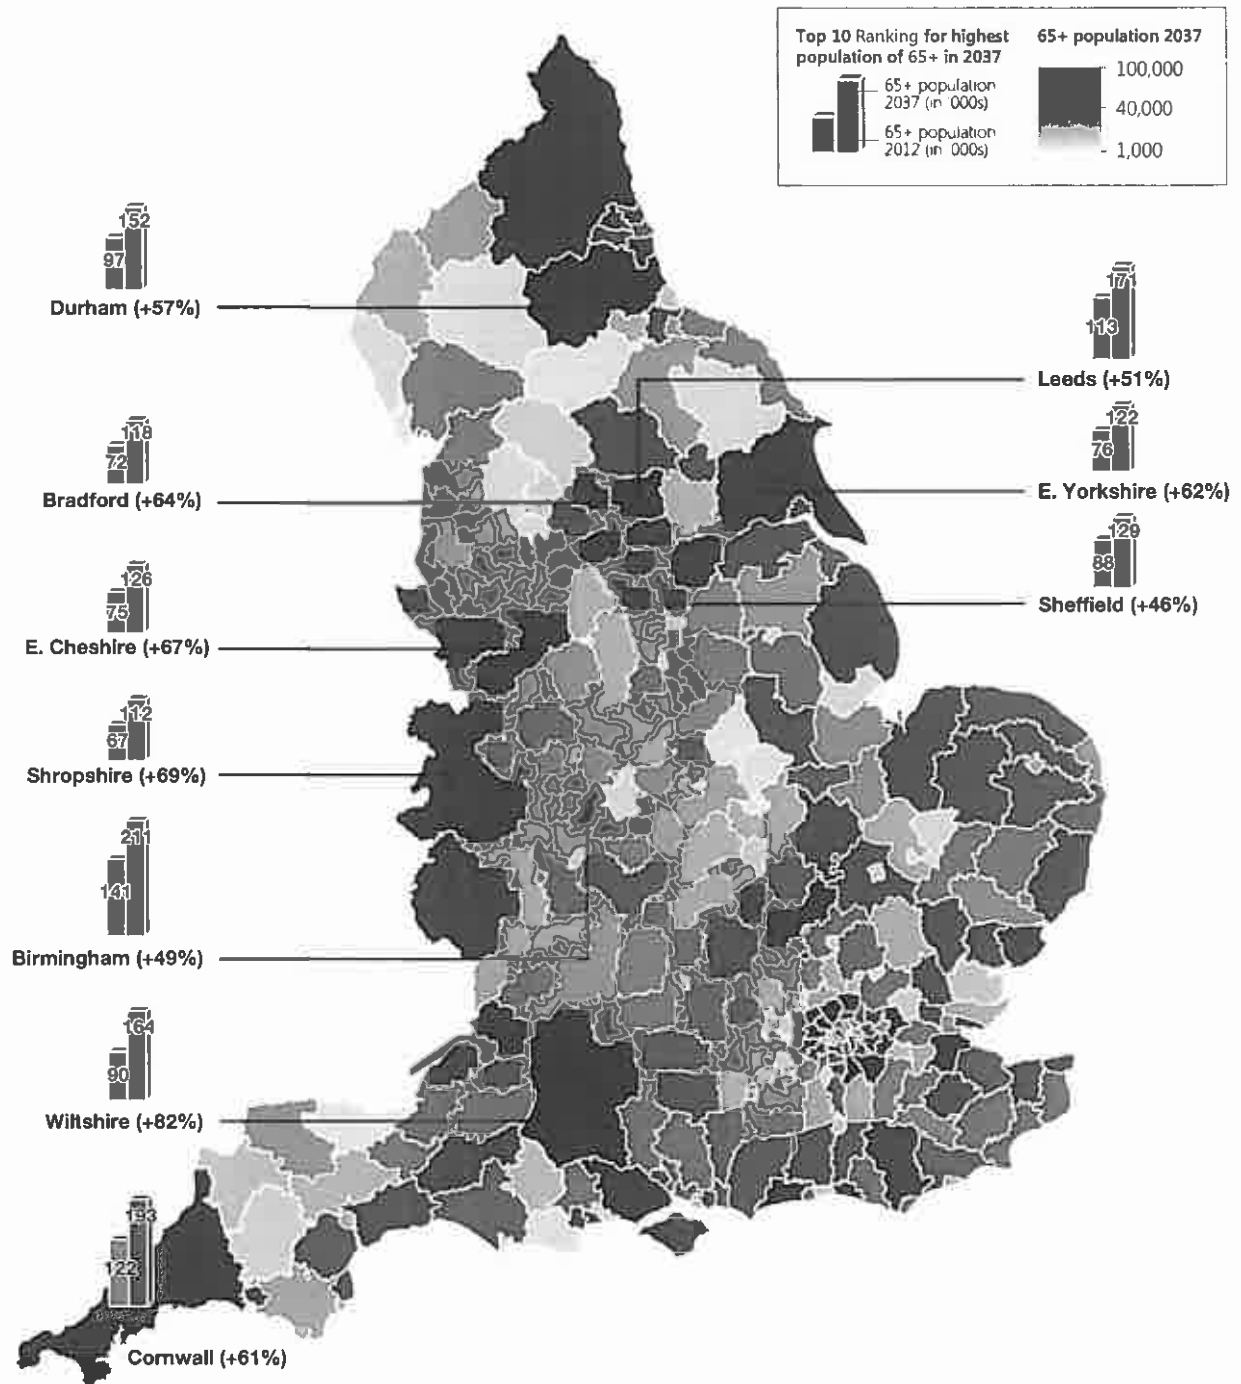 Top 10 Ranking for highest
population of 65+ in 2037
65+ population
2037 (in '000s)
65+ population
2012 (in '000s)
65+ population 2037
100,000
40,000
1,000
97
152
Durham (+57%)
113
171
Leeds (+51%)
72
118
Bradford (+64%)
76
122
E. Yorkshire (+62%)
88
129
Sheffield (+46%)
75
126
E. Cheshire (+67%)
67
112
Shropshire (+69%)
141
211
Birmingham (+49%)
90
164
Wiltshire (+82%)
122
193
Cornwall (+61%)